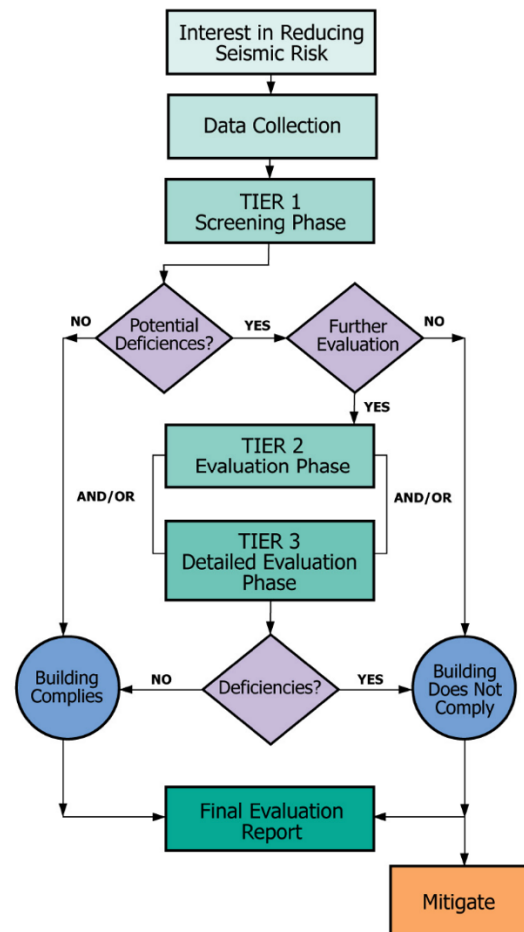 Interest in Reducing
Seismic Risk
Data Collection
TIER 1
Screening Phase
NO
Potential
Deficiences?
YES
Further
Evaluation
NO
YES
TIER 2
Evaluation Phase
AND/OR
AND/OR
TIER 3
Detailed Evaluation
Phase
Building
Complies
NO
Deficiencies?
YES
Building
Does Not
Comply
Final Evaluation
Report
Mitigate